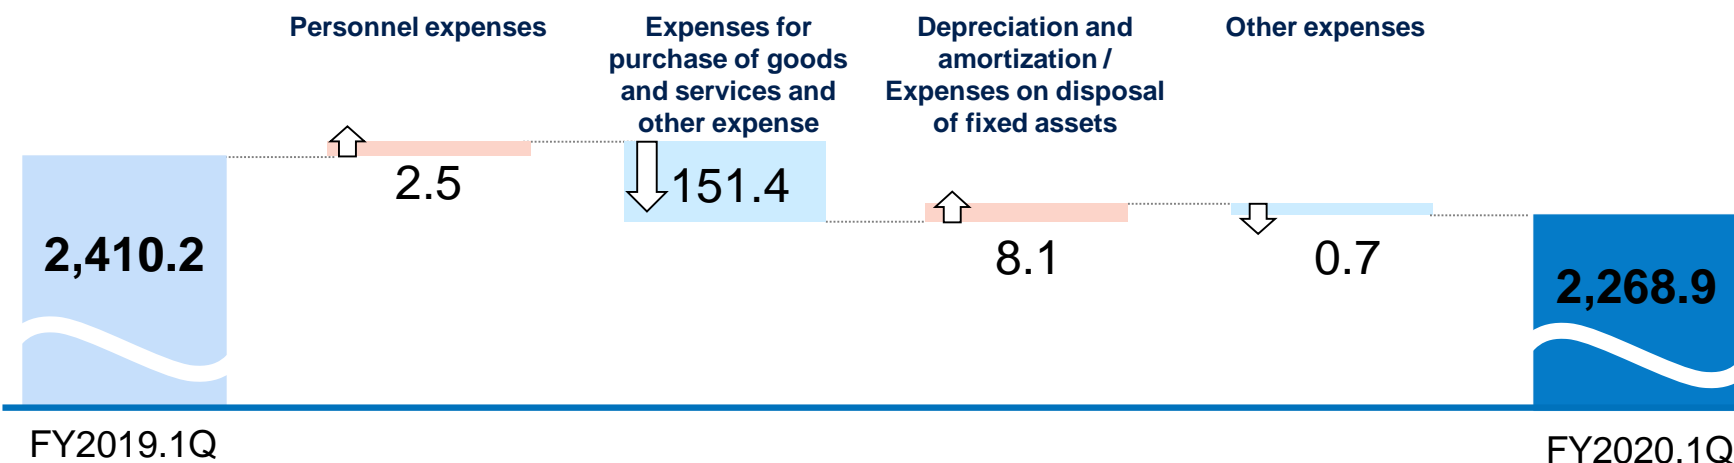 Personnel expenses
Expenses for
purchase of goods
and services and
other expense
Depreciation and
amortization /
Expenses on disposal
of fixed assets
Other expenses
2.5
151.4
8.1
0.7
2,410.2
2,268.9
FY2019.1Q
FY2020.1Q